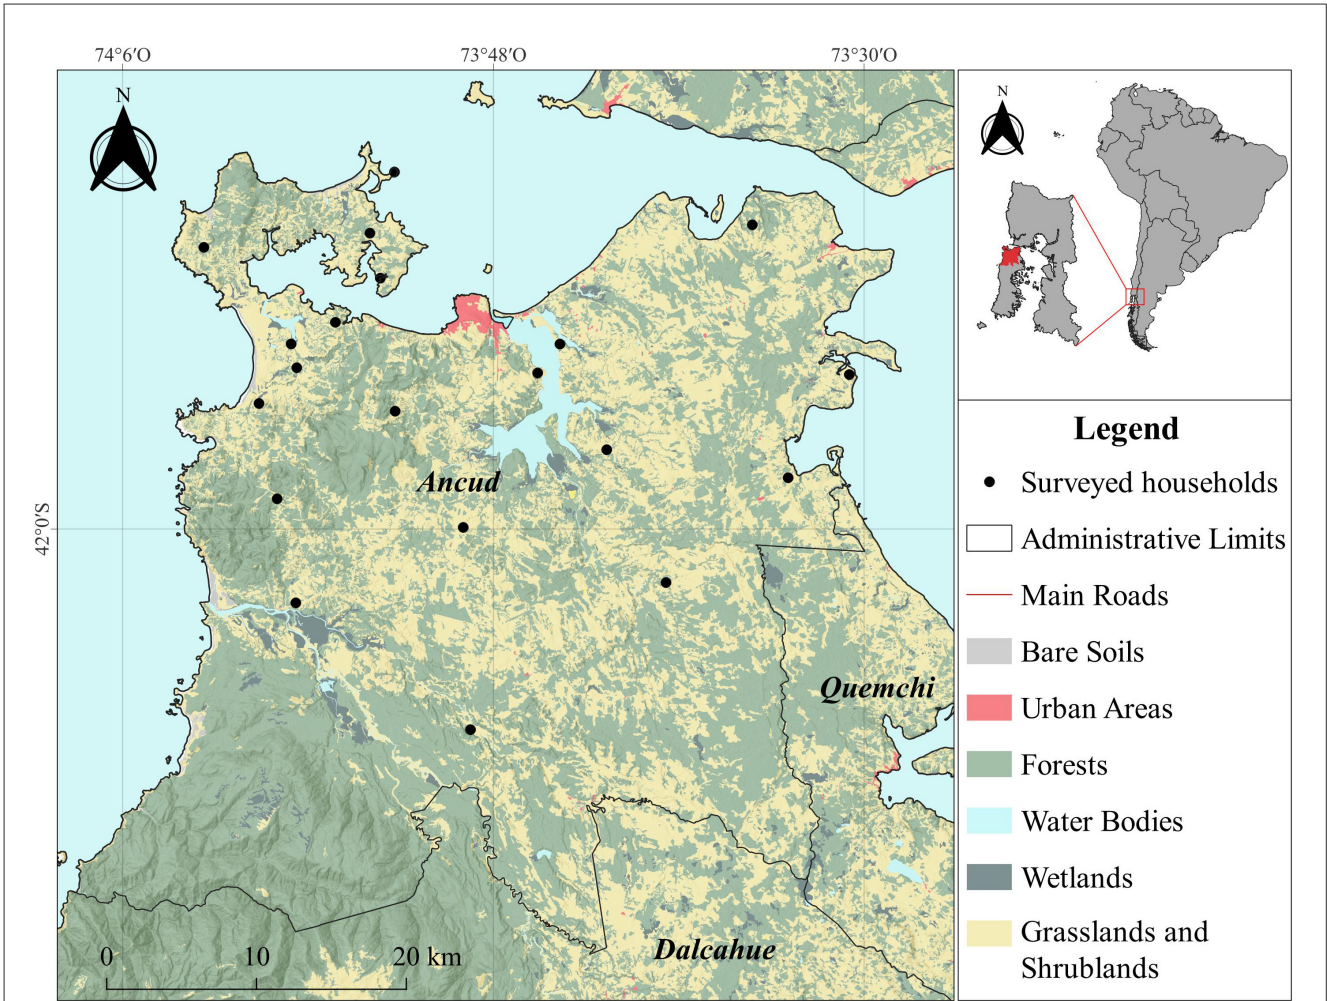 74°6′O 73°48′O 73°30′O
N
N
42°0′S
Ancud
Quemchi
Dalcahue
0 10 20 km
Legend
Surveyed households
Administrative Limits
Main Roads
Bare Soils
Urban Areas
Forests
Water Bodies
Wetlands
Grasslands and
Shrublands